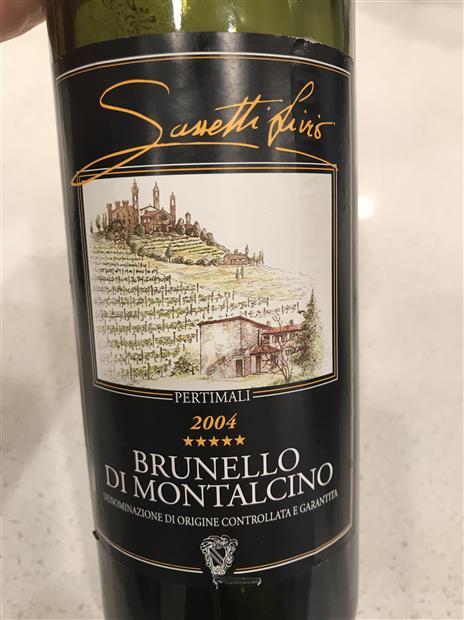 Sassetti Livio
PERTIMALI
2004
★★★★★
BRUNELLO
DI MONTALCINO
DENOMINAZIONE DI ORIGINE CONTROLLATA E GARANTITA